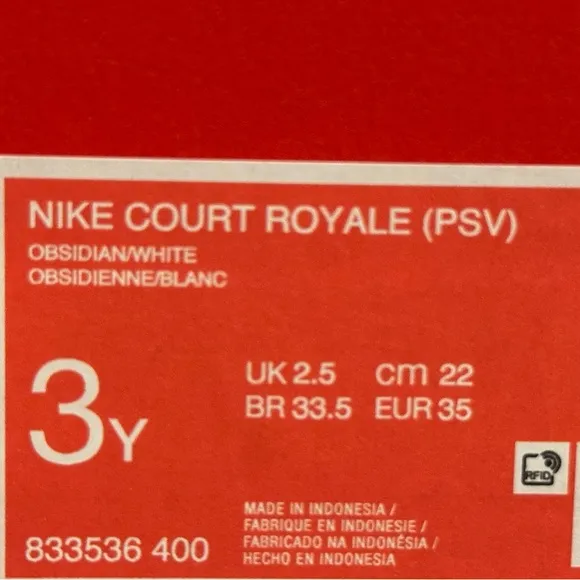 NIKE COURT ROYALE (PSV)
OBSIDIAN/WHITE
OBSIDIENNE/BLANC
3Y
UK 2.5 cm 22
BR 33.5 EUR 35
RFID
MADE IN INDONESIA /
FABRIQUE EN INDONESIE /
FABRICADO NA INDONÉSIA /
HECHO EN INDONESIA
833536 400